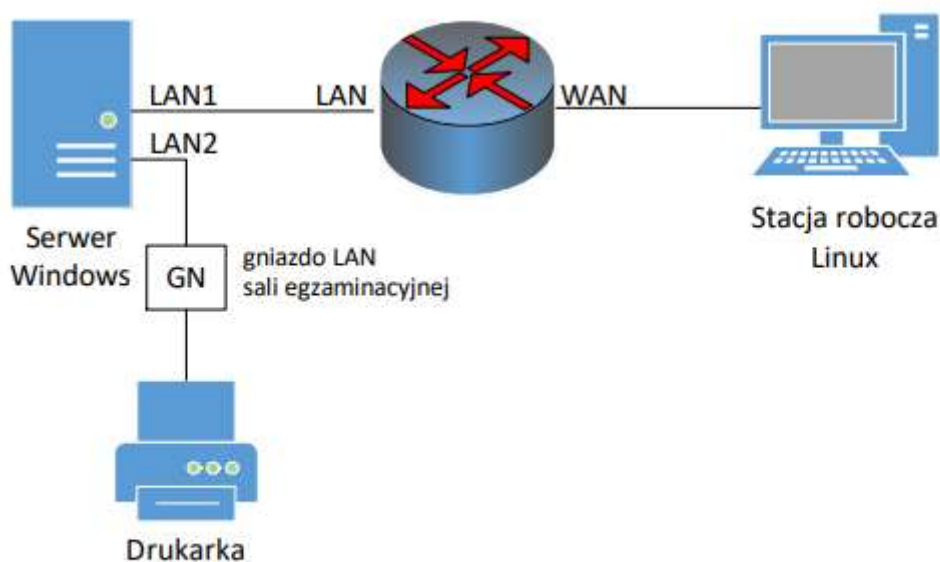 LAN1
LAN
WAN
LAN2
Serwer
Windows
GN
gniazdo LAN
sali egzaminacyjnej
Stacja robocza
Linux
Drukarka